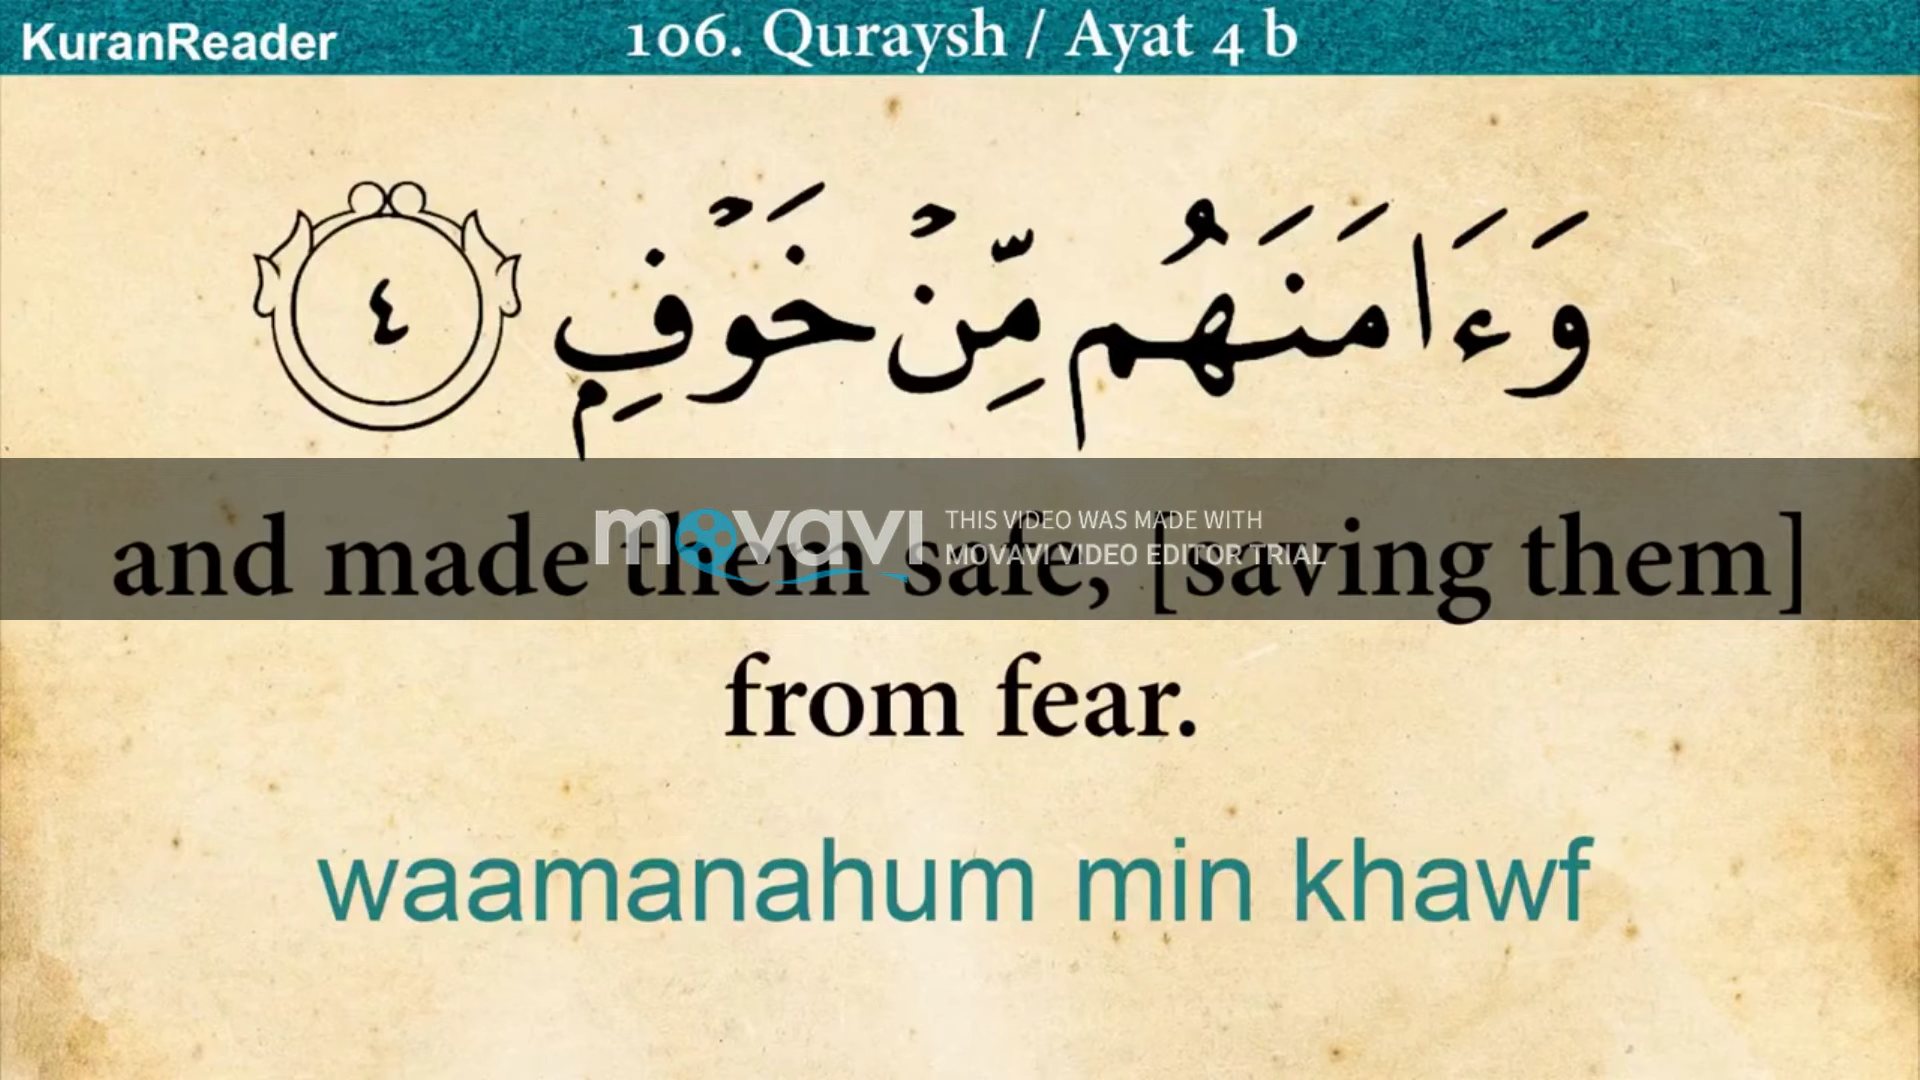 KuranReader
106. Quraysh / Ayat 4 b
وَءَامَنَهُم مِّنۡ خَوۡفِۭ ٤
and made them safe, [saving them]
movavi
THIS VIDEO WAS MADE WITH
MOVAVI VIDEO EDITOR TRIAL
from fear.
waamanahum min khawf